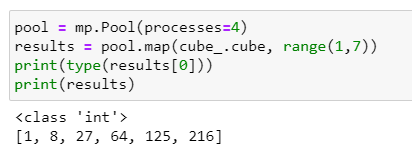 pool = mp.Pool(processes=4)
results = pool.map(cube_.cube, range(1,7))
print(type(results[0]))
print(results)
<class 'int'>
[1, 8, 27, 64, 125, 216]